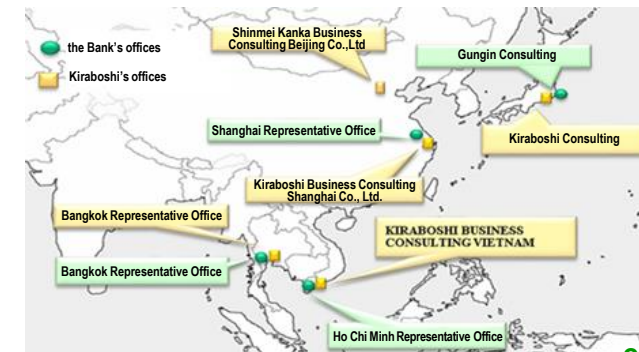 the Bank's offices
Kiraboshi's offices
Shinmei Kanka Business
Consulting Beijing Co.,Ltd
Gungin Consulting
Shanghai Representative Office
Kiraboshi Consulting
Kiraboshi Business Consulting
Shanghai Co., Ltd.
Bangkok Representative Office
KIRABOSHI BUSINESS
CONSULTING VIETNAM
Bangkok Representative Office
Ho Chi Minh Representative Office